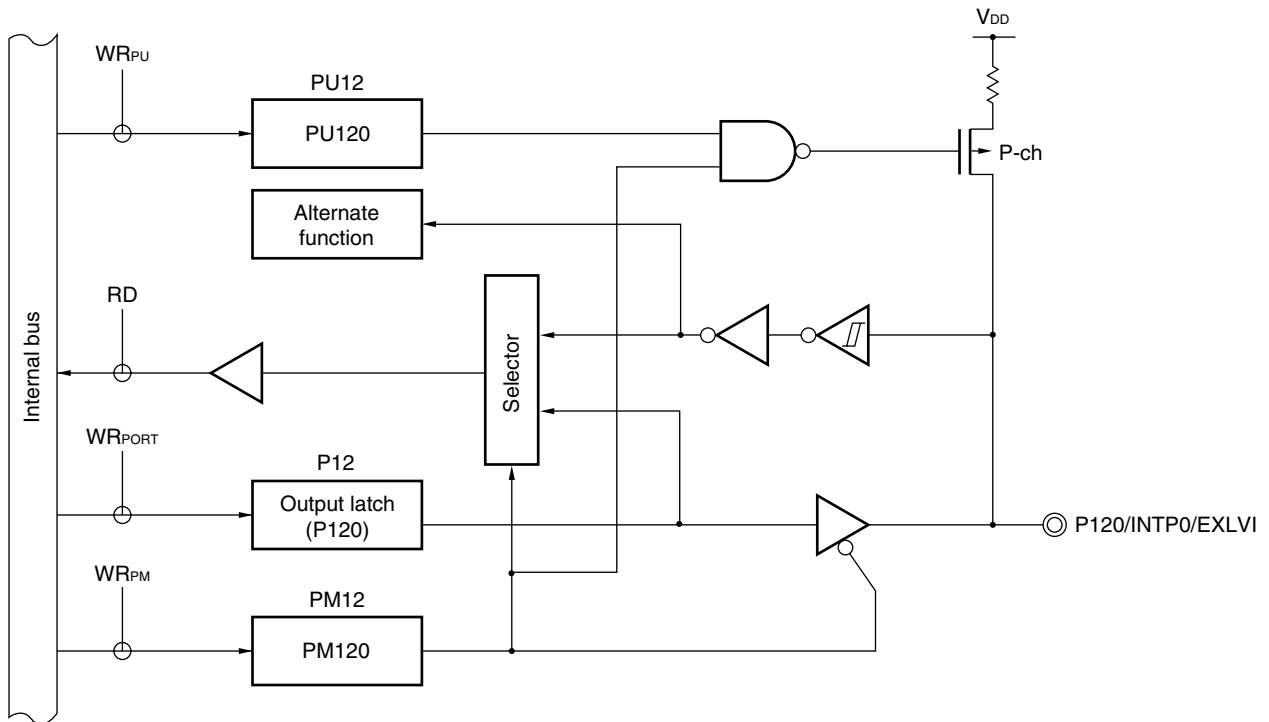 VDD
WRPU
PU12
PU120
P-ch
Alternate
function
RD
Internal bus
Selector
WRPORT
P12
Output latch
(P120)
P120/INTP0/EXLVI
WRPM
PM12
PM120